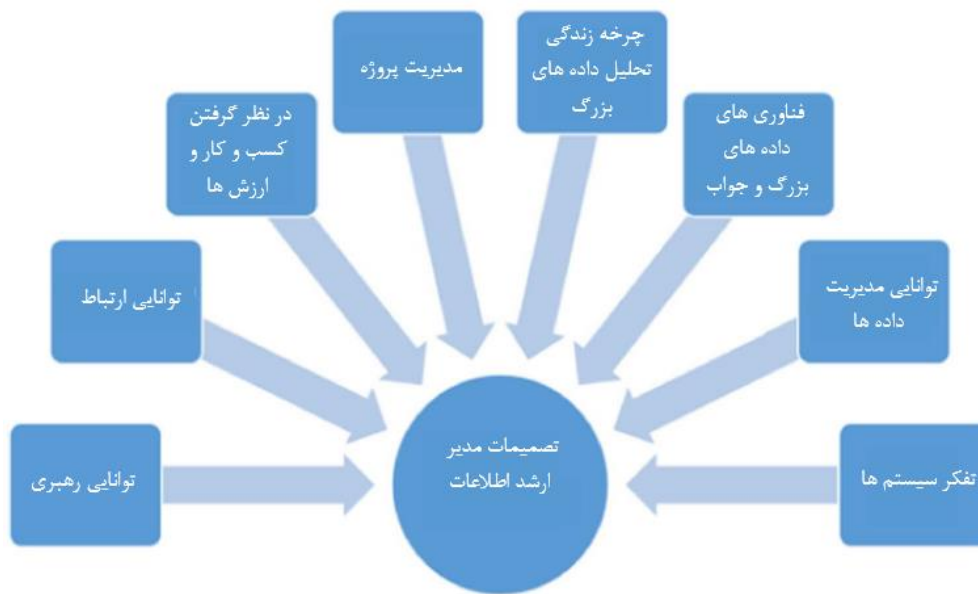 چرخه زندگی
تحلیل داده های
بزرگ
مدیریت پروژه
فناوری های
داده های
بزرگ و جواب
در نظر گرفتن
کسب و کار و
ارزش ها
توانایی مدیریت
داده ها
توانایی ارتباط
تفکر سیستم ها
تصمیمات مدیر
ارشد اطلاعات
توانایی رهبری